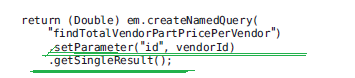 return (Double) em.createNamedQuery(
"findTotalVendorPartPricePerVendor")
.setParameter("id", vendorId)
.getSingleResult();